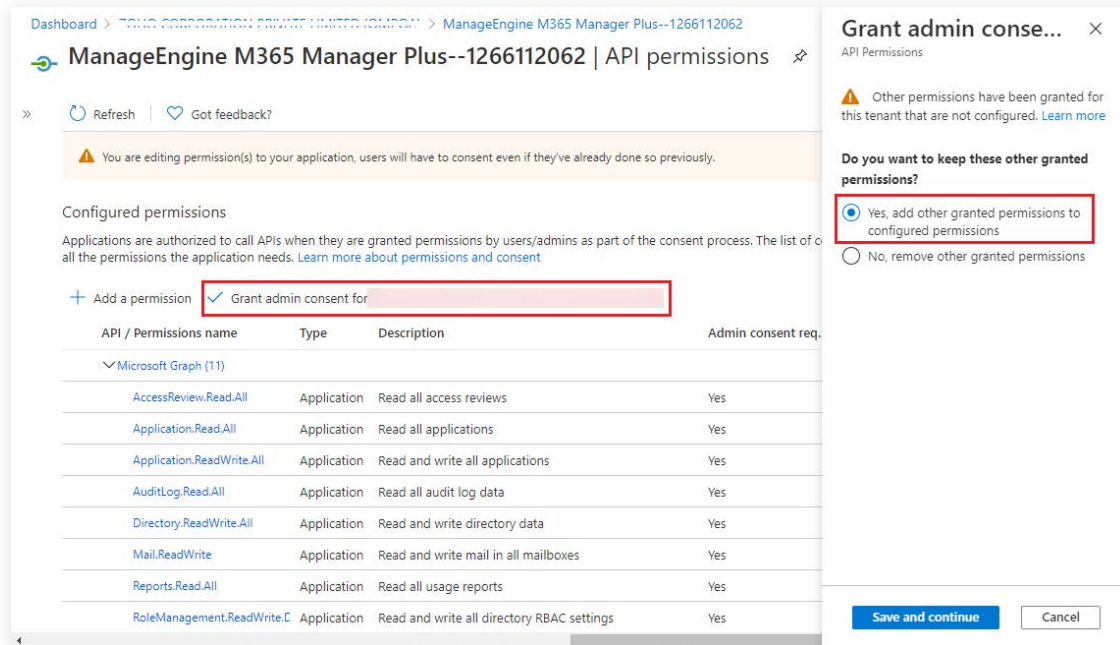 Dashboard > > ManageEngine M365 Manager Plus--1266112062
ManageEngine M365 Manager Plus--1266112062 | API permissions
» Refresh Got feedback?
You are editing permission(s) to your application, users will have to consent even if they've already done so previously.
Configured permissions
Applications are authorized to call APIs when they are granted permissions by users/admins as part of the consent process. The list of c
all the permissions the application needs. Learn more about permissions and consent
+ Add a permission Grant admin consent for
API / Permissions name Type Description Admin consent req.
Microsoft Graph (11)
AccessReview.Read.All Application Read all access reviews Yes
Application.Read.All Application Read all applications Yes
Application.ReadWrite.All Application Read and write all applications Yes
AuditLog.Read.All Application Read all audit log data Yes
Directory.ReadWrite.All Application Read and write directory data Yes
Mail.ReadWrite Application Read and write mail in all mailboxes Yes
Reports.Read.All Application Read all usage reports Yes
RoleManagement.ReadWrite.D Application Read and write all directory RBAC settings Yes
Grant admin conse...
API Permissions
Other permissions have been granted for
this tenant that are not configured. Learn more
Do you want to keep these other granted
permissions?
Yes, add other granted permissions to
configured permissions
No, remove other granted permissions
Save and continue Cancel